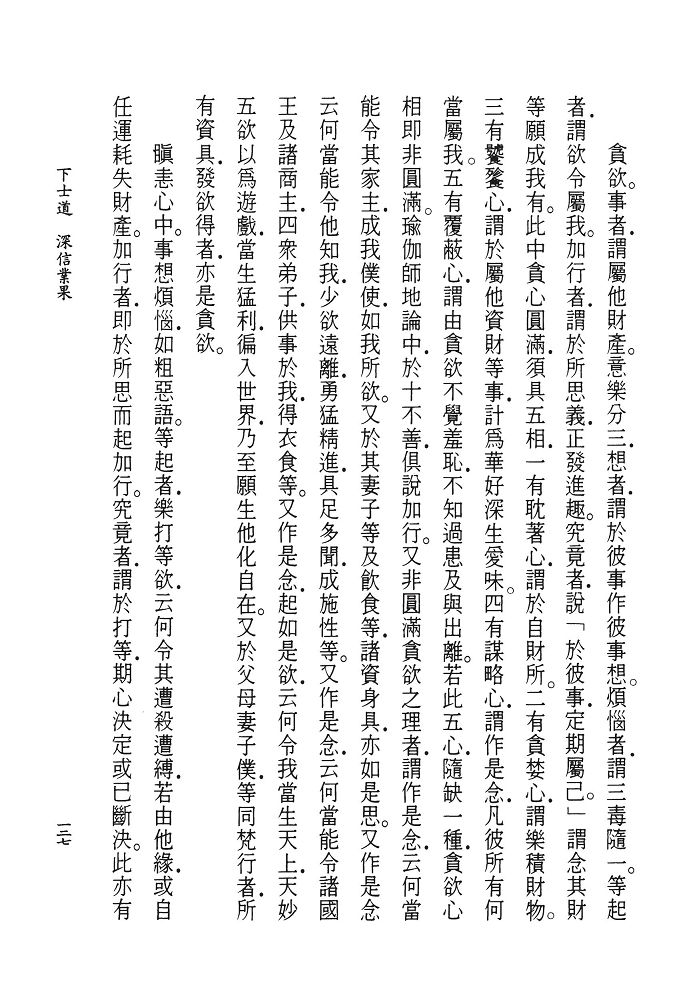 貪欲。事者．謂屬他財產。意樂分三．想者．謂於彼事作彼事想。煩惱者．謂三毒隨一。等起
者．謂欲令屬我。加行者．謂於所思義．正發進趣。究竟者．說「於彼事．定期屬己。」謂念其財
等願成我有。此中貪心圓滿．須具五相．一有耽著心．謂於自財所。二有貪婪心．謂樂積財物。
三有饕餮心．謂於屬他資財等事．計爲華好深生愛味。四有謀略心．謂作是念．凡彼所有何
當屬我。五有覆蔽心．謂由貪欲不覺羞恥．不知過患及與出離。若此五心．隨缺一種．貪欲心
相即非圓滿。瑜伽師地論中．於十不善．俱說加行。又非圓滿貪欲之理者．謂作是念．云何當
能令其家主．成我僕使．如我所欲。又於其妻子等及飲食等．諸資身具．亦如是思。又作是念
云何當能令他知我．少欲遠離．勇猛精進．具足多聞．成施性等。又作是念．云何當能令諸國
王及諸商主．四衆弟子．供事於我．得衣食等。又作是念．起如是欲．云何令我當生天上．天妙
五欲以爲遊戲．當生猛利．徧入世界．乃至願生他化自在。又於父母妻子僕等同梵行者．所
有資具．發欲得者．亦是貪欲。
瞋恚心中。事想煩惱．如粗惡語。等起者．樂打等欲．云何令其遭殺遭縛．若由他緣．或自
任運耗失財產。加行者．即於所思而起加行。究竟者．謂於打等．期心決定或已斷決。此亦有
下士道　深信業果
一二七